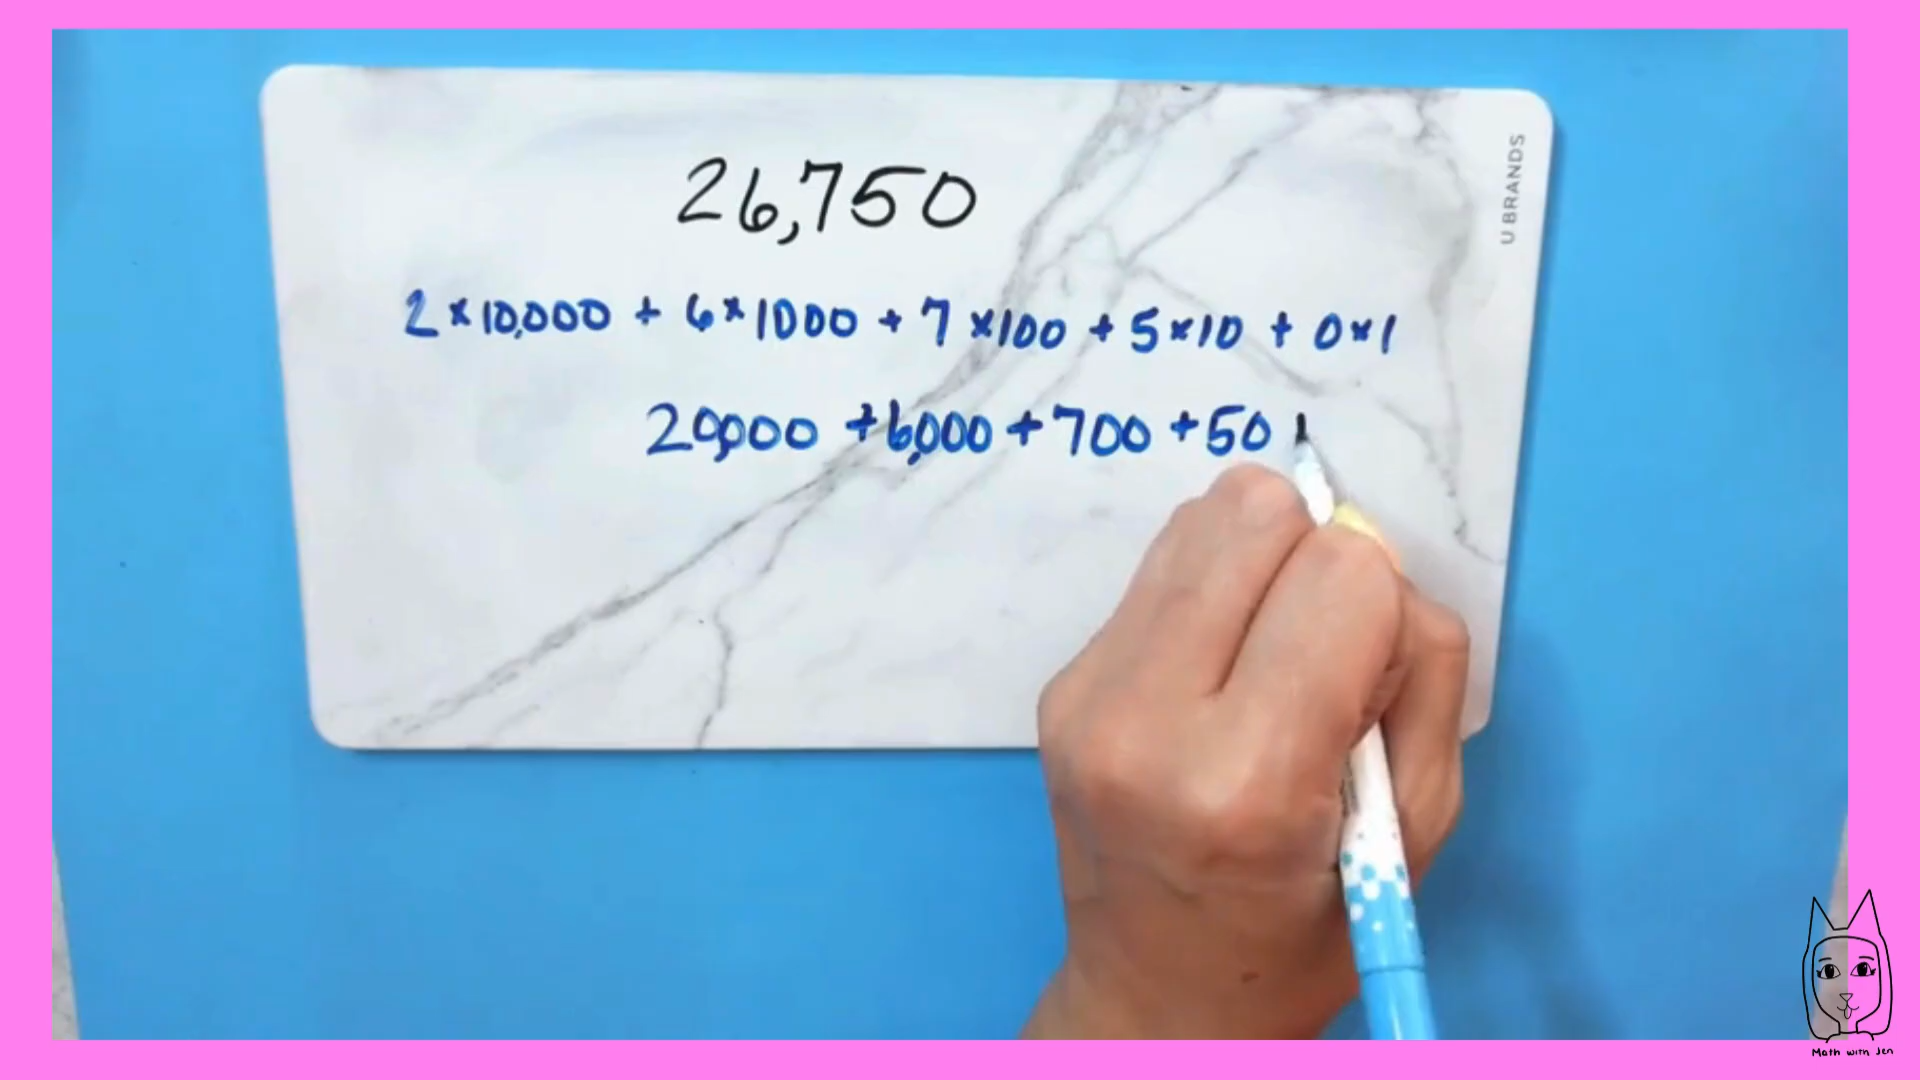 U BRANDS
26,750
2 × 10,000 + 6 × 1000 + 7 × 100 + 5 × 10 + 0 × 1
20,000 + 6,000 + 700 + 50
Math with Jen